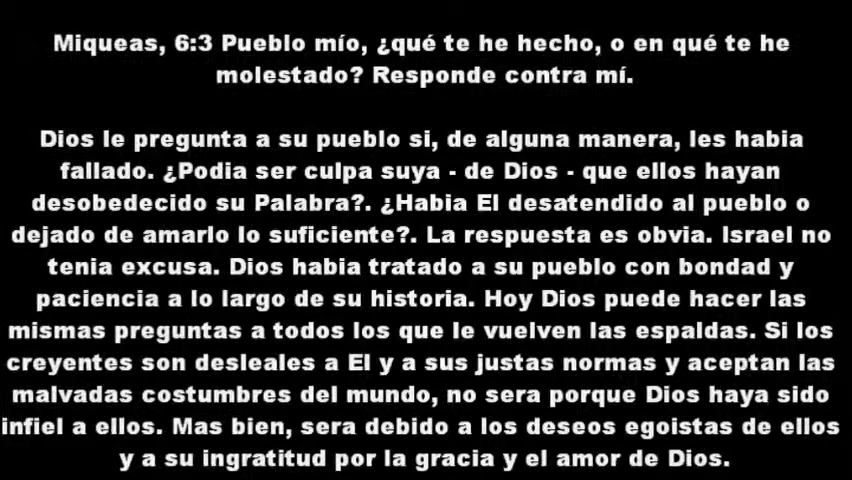 Miqueas, 6:3 Pueblo mío, ¿qué te he hecho, o en qué te he
molestado? Responde contra mí.
Dios le pregunta a su pueblo si, de alguna manera, les habia
fallado. ¿Podia ser culpa suya - de Dios - que ellos hayan
desobedecido su Palabra?. ¿Habia El desatendido al pueblo o
dejado de amarlo lo suficiente?. La respuesta es obvia. Israel no
tenia excusa. Dios habia tratado a su pueblo con bondad y
paciencia a lo largo de su historia. Hoy Dios puede hacer las
mismas preguntas a todos los que le vuelven las espaldas. Si los
creyentes son desleales a El y a sus justas normas y aceptan las
malvadas costumbres del mundo, no sera porque Dios haya sido
infiel a ellos. Mas bien, sera debido a los deseos egoistas de ellos
y a su ingratitud por la gracia y el amor de Dios.